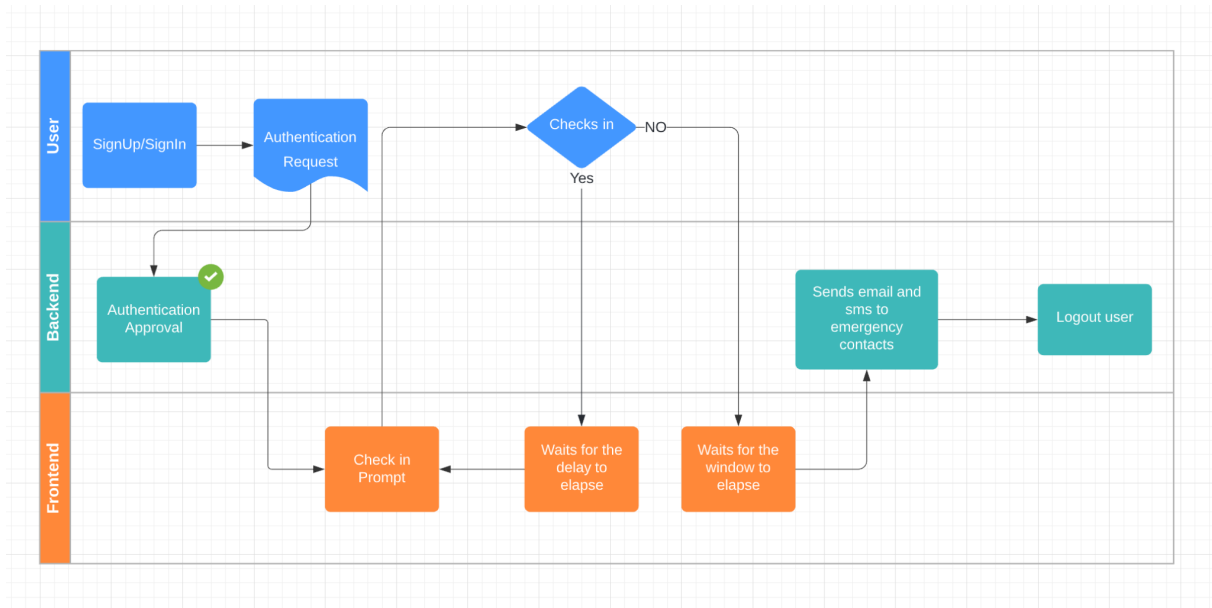 User
SignUp/SignIn
Authentication
Request
Checks in
NO
Yes
Backend
Authentication
Approval
Sends email and
sms to
emergency
contacts
Logout user
Frontend
Check in
Prompt
Waits for the
delay to
elapse
Waits for the
window to
elapse